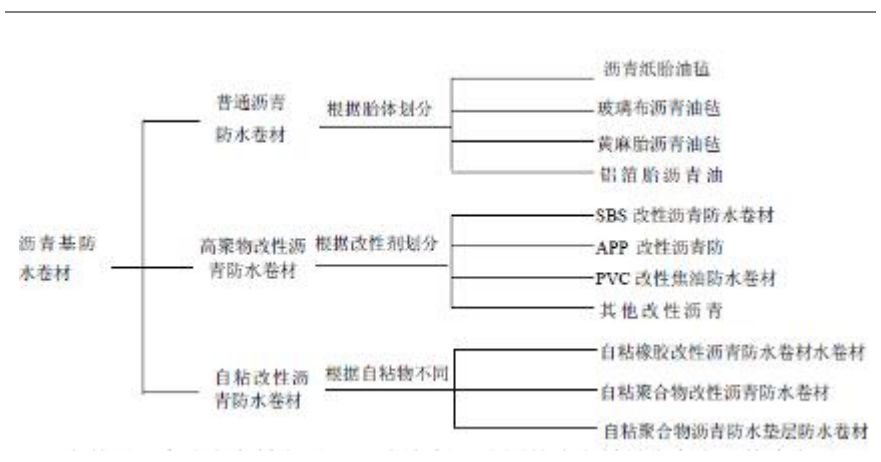 沥青基防
水卷材
普通沥青
防水卷材
根据胎体划分
沥青纸胎油毡
玻璃布沥青油毡
黄麻胎沥青油毡
铝箔胎沥青油
高聚物改性沥
青防水卷材
根据改性剂划分
SBS 改性沥青防水卷材
APP 改性沥青防
PVC 改性焦油防水卷材
其他改性沥青
自粘改性沥
青防水卷材
根据自粘物不同
自粘橡胶改性沥青防水卷材水卷材
自粘聚合物改性沥青防水卷材
自粘聚合物沥青防水垫层防水卷材